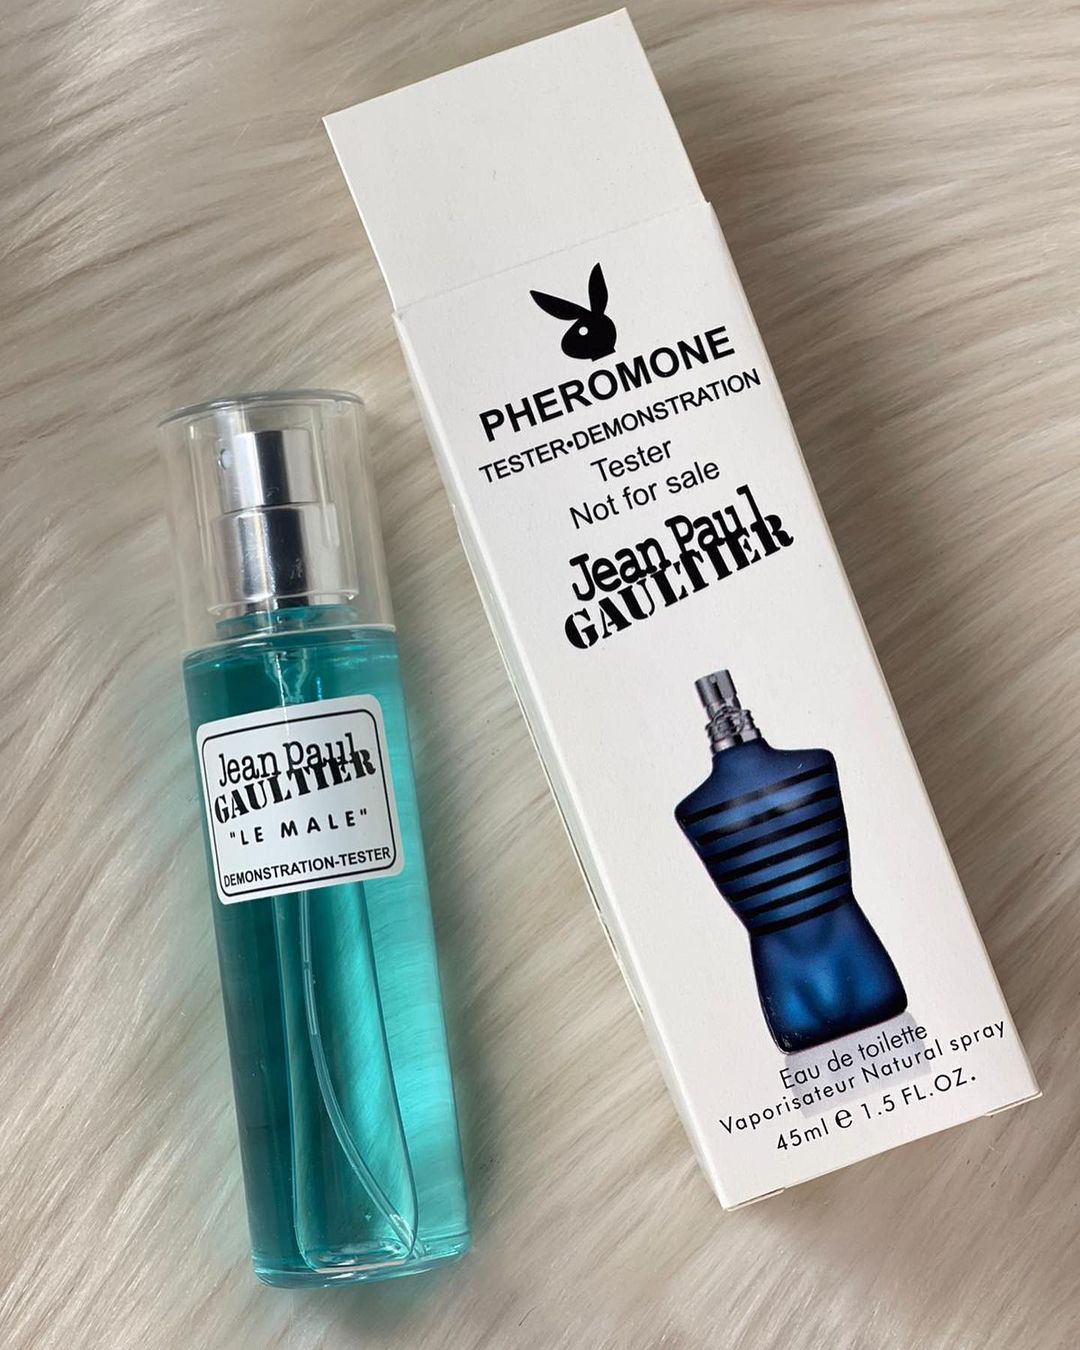 PHEROMONE
TESTER•DEMONSTRATION
Tester
Not for sale
Jean Paul
GAULTIER
Eau de toilette
Vaporisateur Natural spray
45ml e 1.5 FL.OZ.
Jean Paul
GAULTIER
"LE MALE"
DEMONSTRATION-TESTER